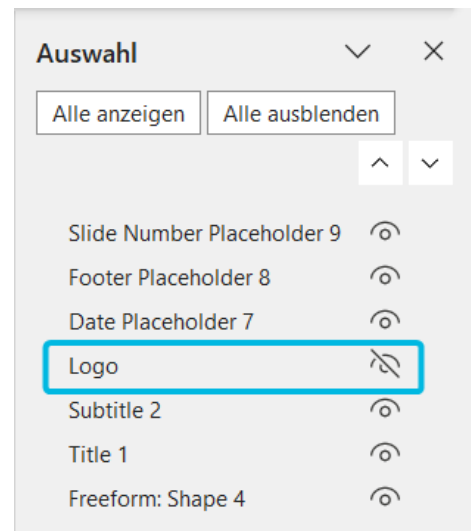 Auswahl
Alle anzeigen Alle ausblenden
Slide Number Placeholder 9
Footer Placeholder 8
Date Placeholder 7
Logo
Subtitle 2
Title 1
Freeform: Shape 4